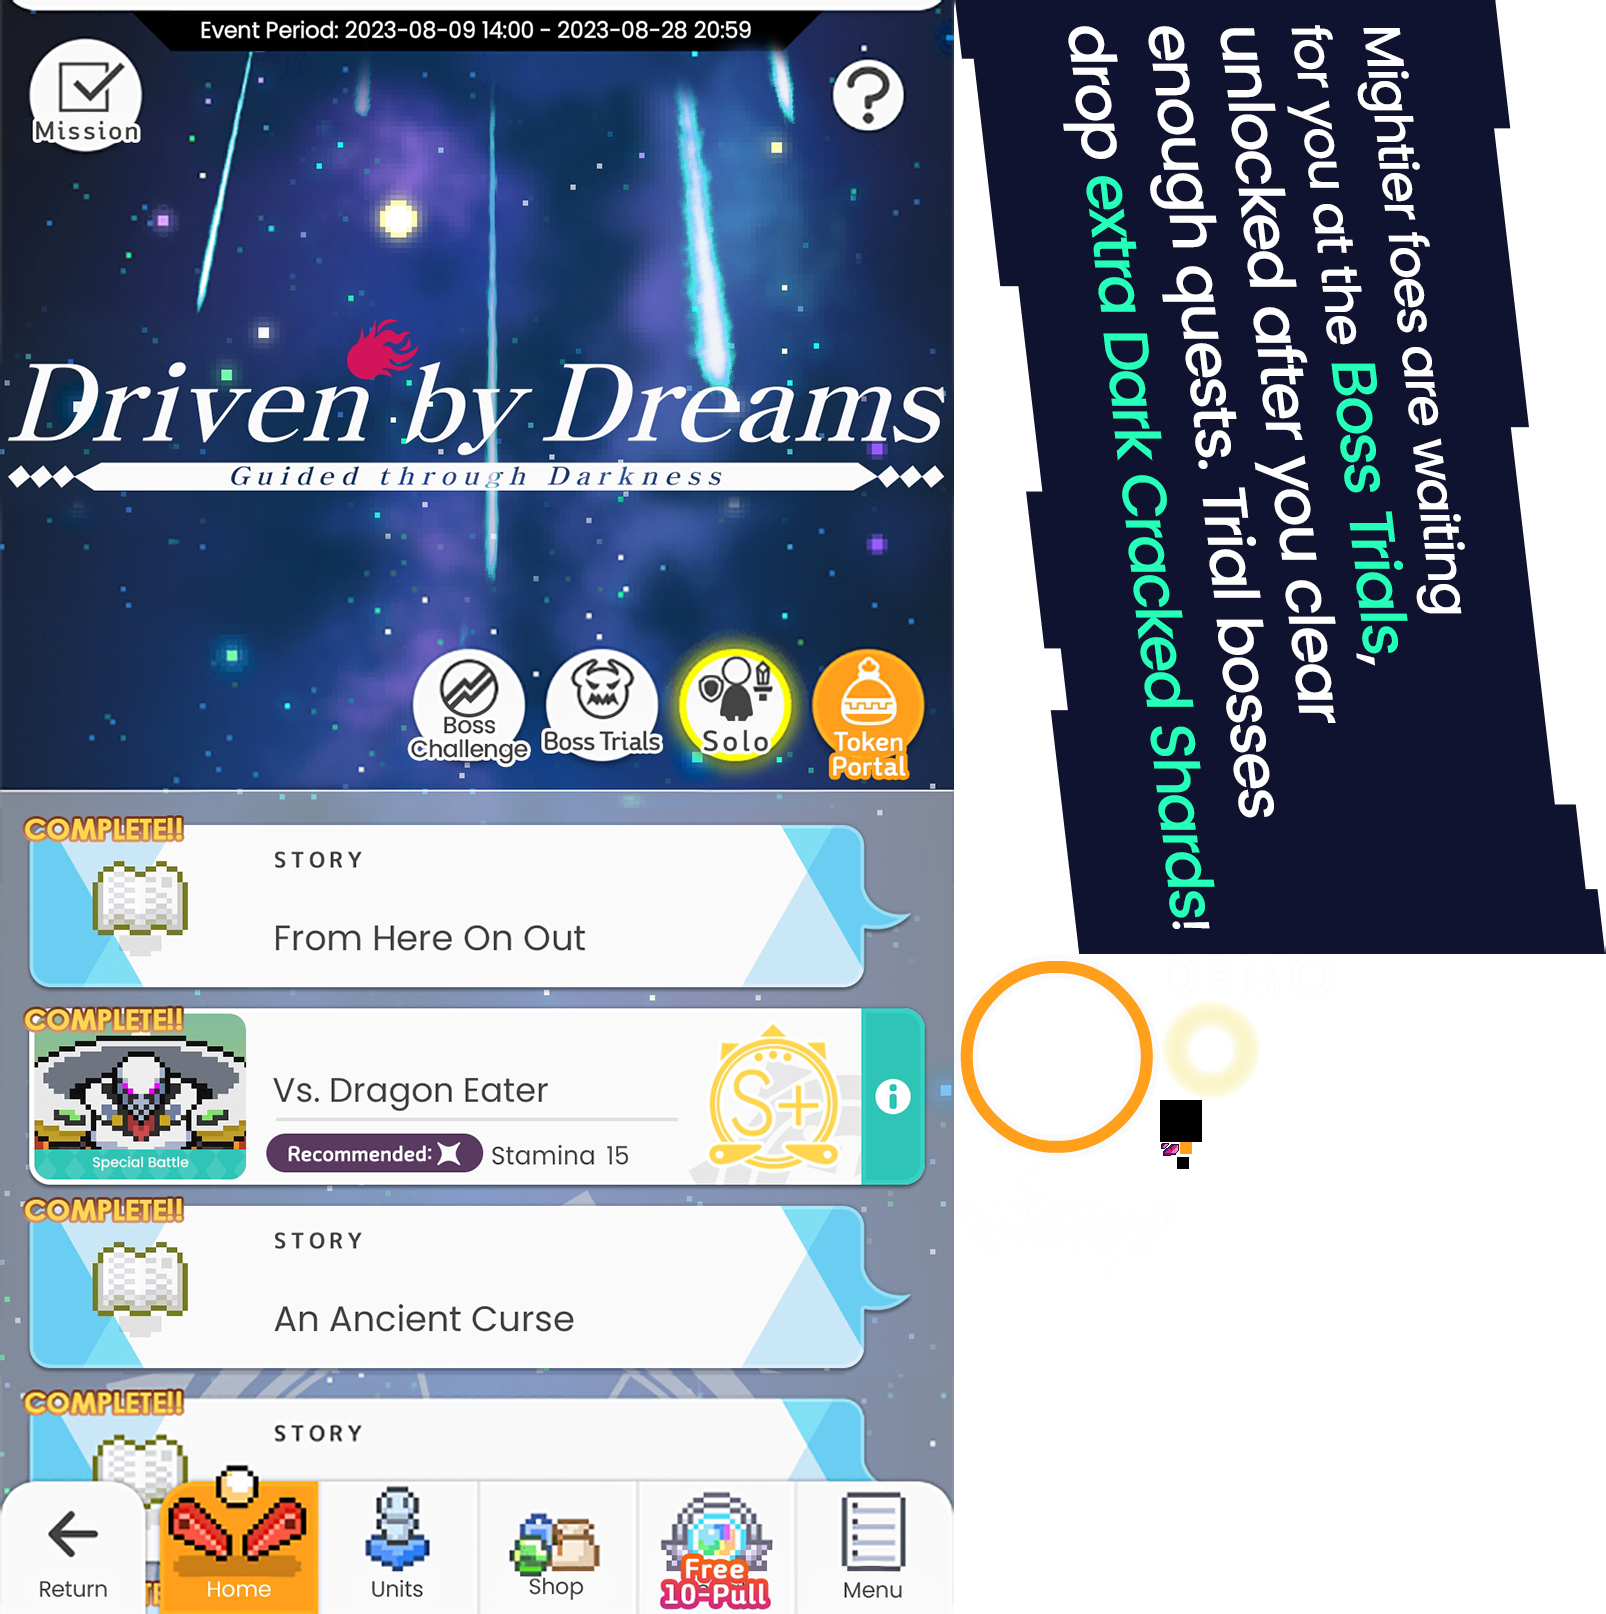 Event Period: 2023-08-09 14:00 - 2023-08-28 20:59
Mission
?
Driven by Dreams
Guided through Darkness
Boss
Challenge
Boss Trials
Solo
Token
Portal
COMPLETE!!
STORY
From Here On Out
COMPLETE!!
Vs. Dragon Eater
S+
Special Battle
Recommended:
Stamina 15
COMPLETE!!
STORY
An Ancient Curse
COMPLETE!!
STORY
Return
Home
Units
Shop
Free
10-Pull
Menu
Mightier foes are waiting
for you at the Boss Trials,
unlocked after you clear
enough quests. Trial bosses
drop extra Dark Cracked Shards!